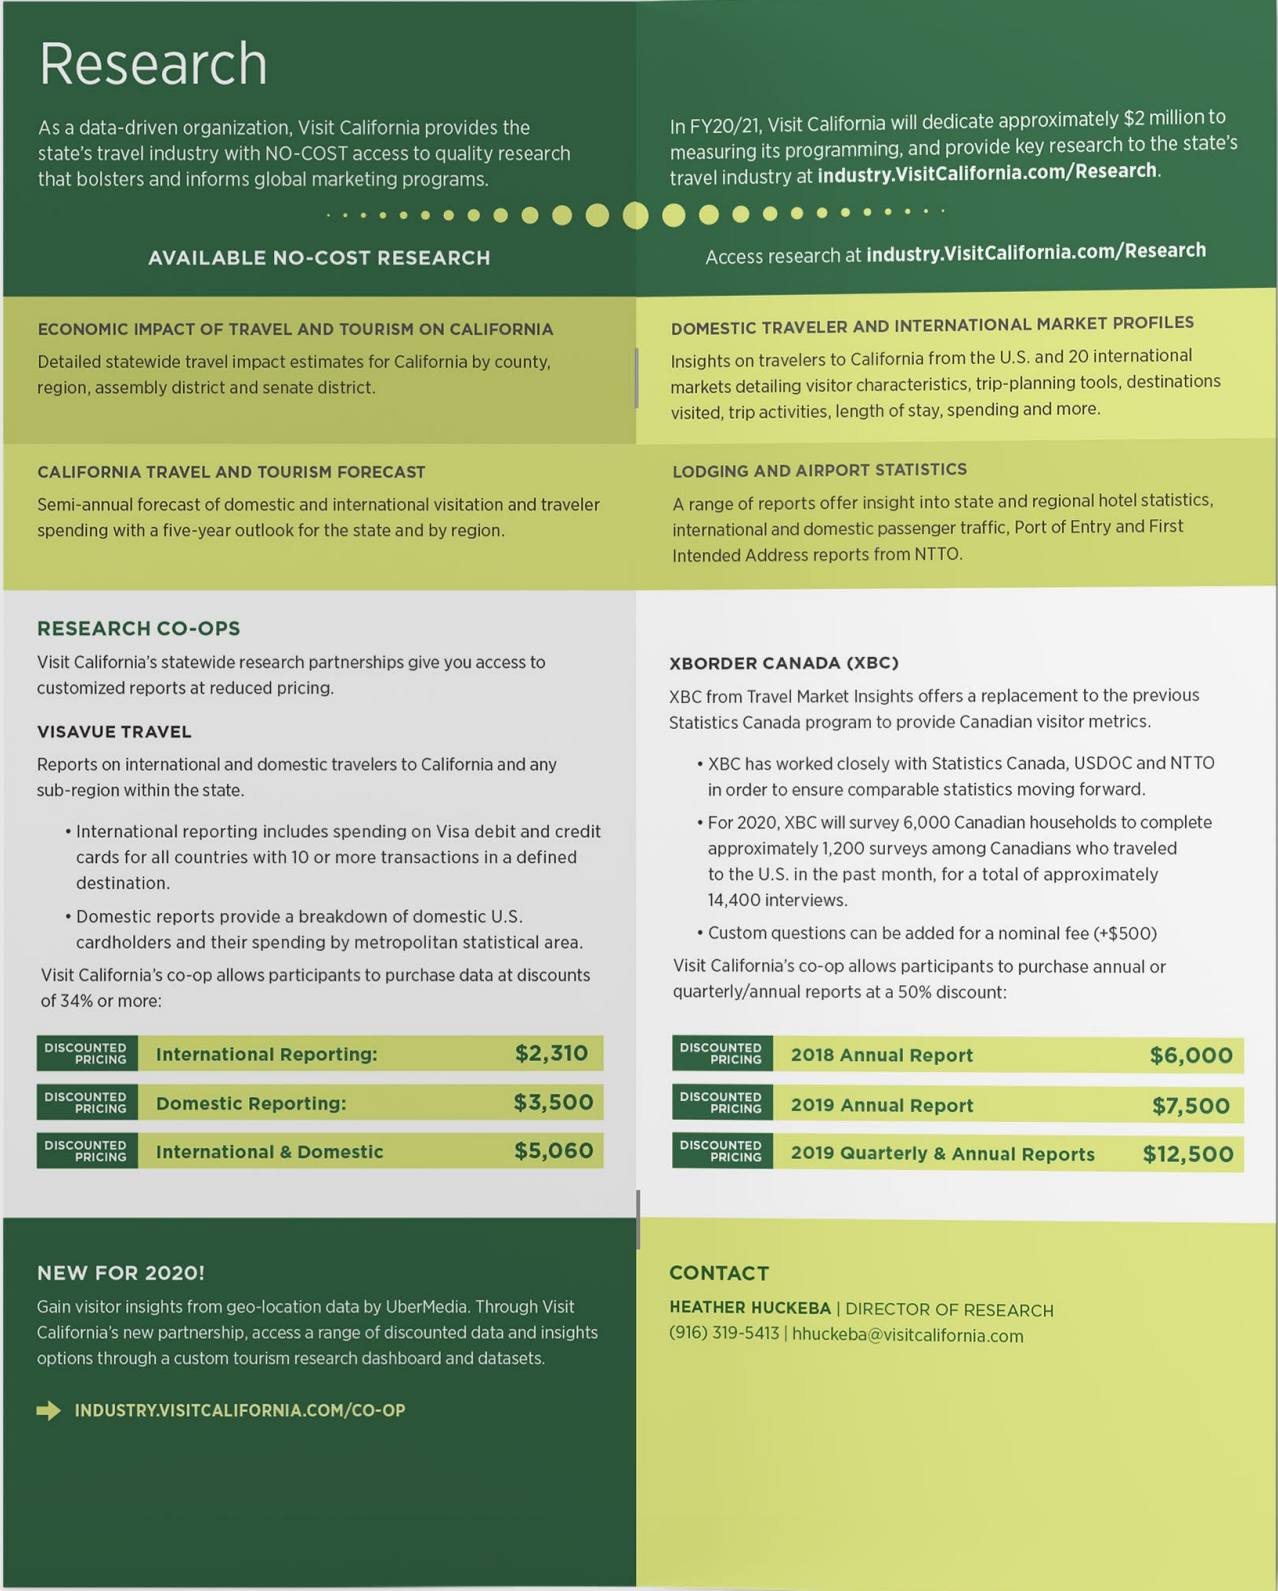 Research
As a data-driven organization, Visit California provides the
state's travel industry with NO-COST access to quality research
that bolsters and informs global marketing programs.
In FY20/21, Visit California will dedicate approximately $2 million to
measuring its programming, and provide key research to the state's
travel industry at industry.VisitCalifornia.com/Research.
AVAILABLE NO-COST RESEARCH
Access research at industry.VisitCalifornia.com/Research
ECONOMIC IMPACT OF TRAVEL AND TOURISM ON CALIFORNIA
Detailed statewide travel impact estimates for California by county,
region, assembly district and senate district.
DOMESTIC TRAVELER AND INTERNATIONAL MARKET PROFILES
Insights on travelers to California from the U.S. and 20 international
markets detailing visitor characteristics, trip-planning tools, destinations
visited, trip activities, length of stay, spending and more.
CALIFORNIA TRAVEL AND TOURISM FORECAST
Semi-annual forecast of domestic and international visitation and traveler
spending with a five-year outlook for the state and by region.
LODGING AND AIRPORT STATISTICS
A range of reports offer insight into state and regional hotel statistics,
international and domestic passenger traffic, Port of Entry and First
Intended Address reports from NTTO.
RESEARCH CO-OPS
Visit California's statewide research partnerships give you access to
customized reports at reduced pricing.
VISAVUE TRAVEL
Reports on international and domestic travelers to California and any
sub-region within the state.
• International reporting includes spending on Visa debit and credit
cards for all countries with 10 or more transactions in a defined
destination.
• Domestic reports provide a breakdown of domestic U.S.
cardholders and their spending by metropolitan statistical area.
Visit California's co-op allows participants to purchase data at discounts
of 34% or more:
DISCOUNTED
PRICING
International Reporting: $2,310
DISCOUNTED
PRICING
Domestic Reporting: $3,500
DISCOUNTED
PRICING
International & Domestic $5,060
XBORDER CANADA (XBC)
XBC from Travel Market Insights offers a replacement to the previous
Statistics Canada program to provide Canadian visitor metrics.
• XBC has worked closely with Statistics Canada, USDOC and NTTO
in order to ensure comparable statistics moving forward.
• For 2020, XBC will survey 6,000 Canadian households to complete
approximately 1,200 surveys among Canadians who traveled
to the U.S. in the past month, for a total of approximately
14,400 interviews.
• Custom questions can be added for a nominal fee (+$500)
Visit California's co-op allows participants to purchase annual or
quarterly/annual reports at a 50% discount:
DISCOUNTED
PRICING
2018 Annual Report $6,000
DISCOUNTED
PRICING
2019 Annual Report $7,500
DISCOUNTED
PRICING
2019 Quarterly & Annual Reports $12,500
NEW FOR 2020!
Gain visitor insights from geo-location data by UberMedia. Through Visit
California's new partnership, access a range of discounted data and insights
options through a custom tourism research dashboard and datasets.
INDUSTRY.VISITCALIFORNIA.COM/CO-OP
CONTACT
HEATHER HUCKEBA | DIRECTOR OF RESEARCH
(916) 319-5413 | hhuckeba@visitcalifornia.com